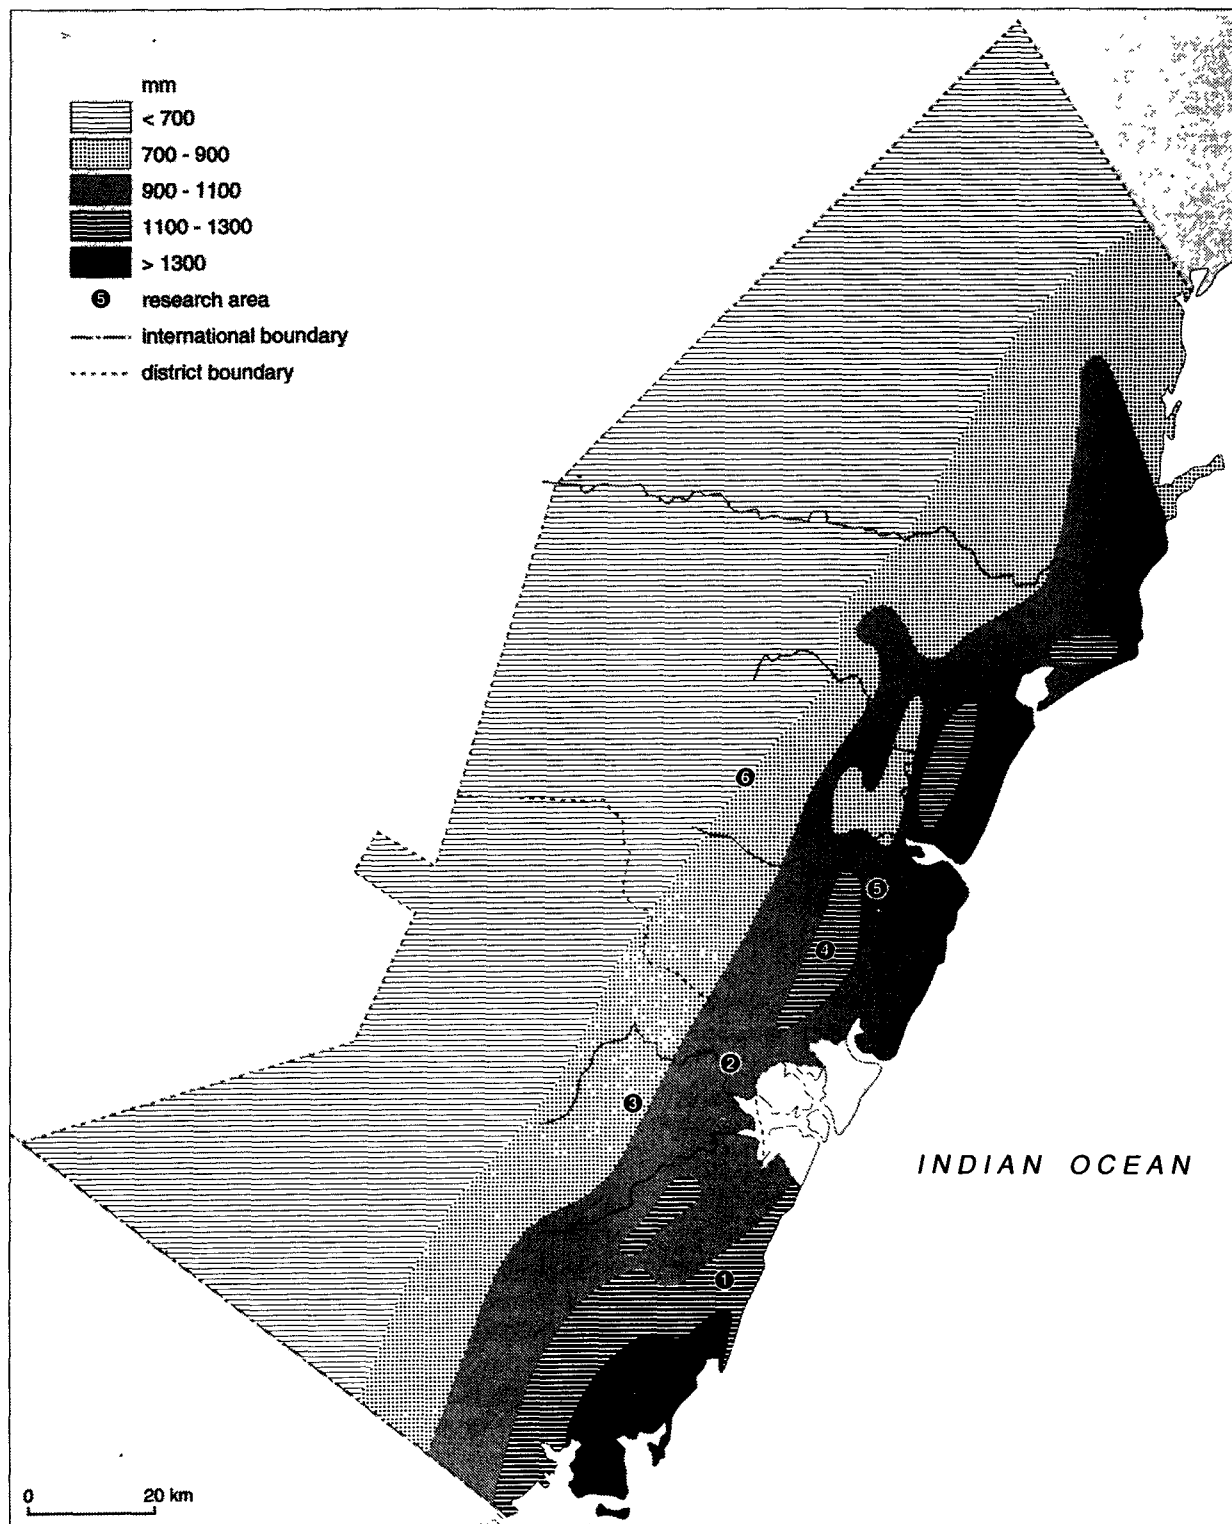 mm
< 700
700 - 900
900 - 1100
1100 - 1300
> 1300
5 research area
international boundary
district boundary
6
5
4
2
3
INDIAN OCEAN
1
0 20 km